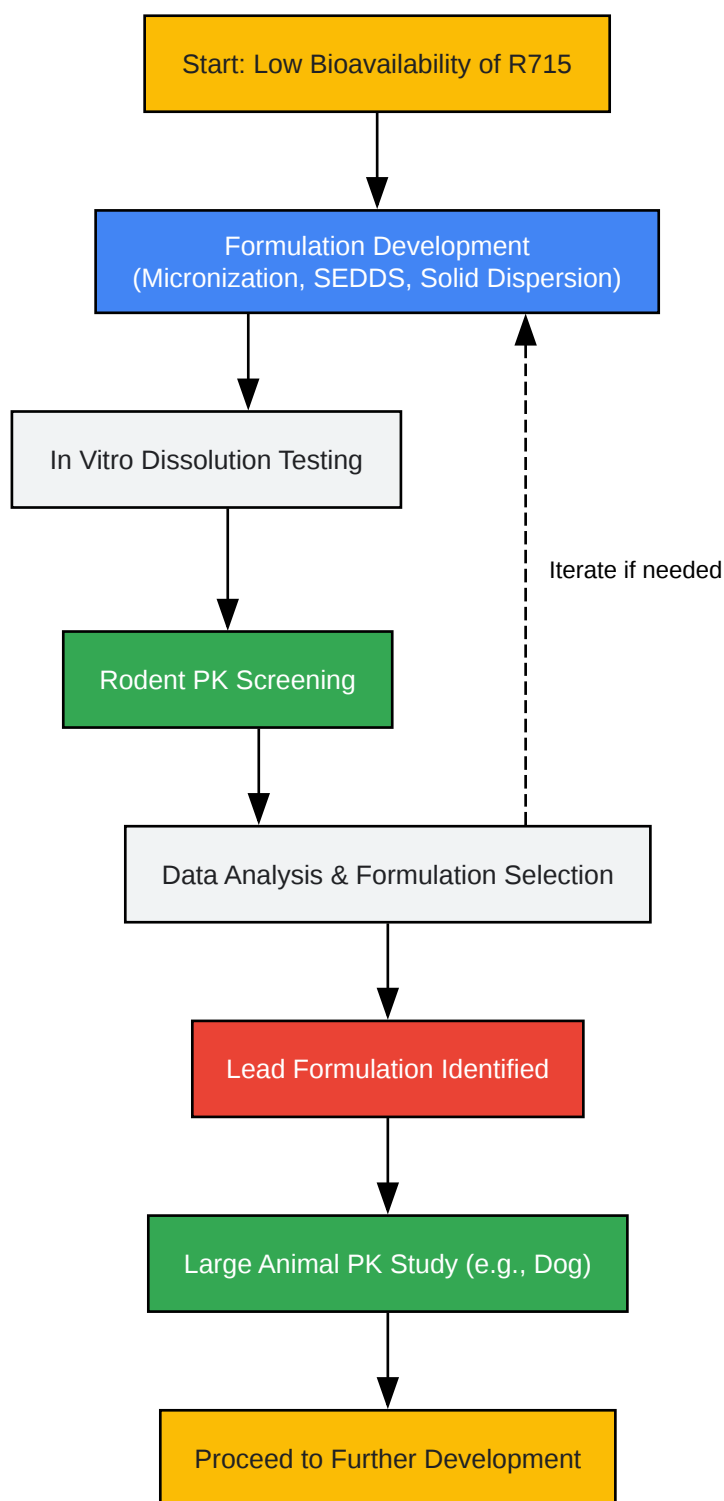 Start: Low Bioavailability of R715
Formulation Development
(Micronization, SEDDS, Solid Dispersion)
In Vitro Dissolution Testing
Iterate if needed
Rodent PK Screening
Data Analysis & Formulation Selection
Lead Formulation Identified
Large Animal PK Study (e.g., Dog)
Proceed to Further Development